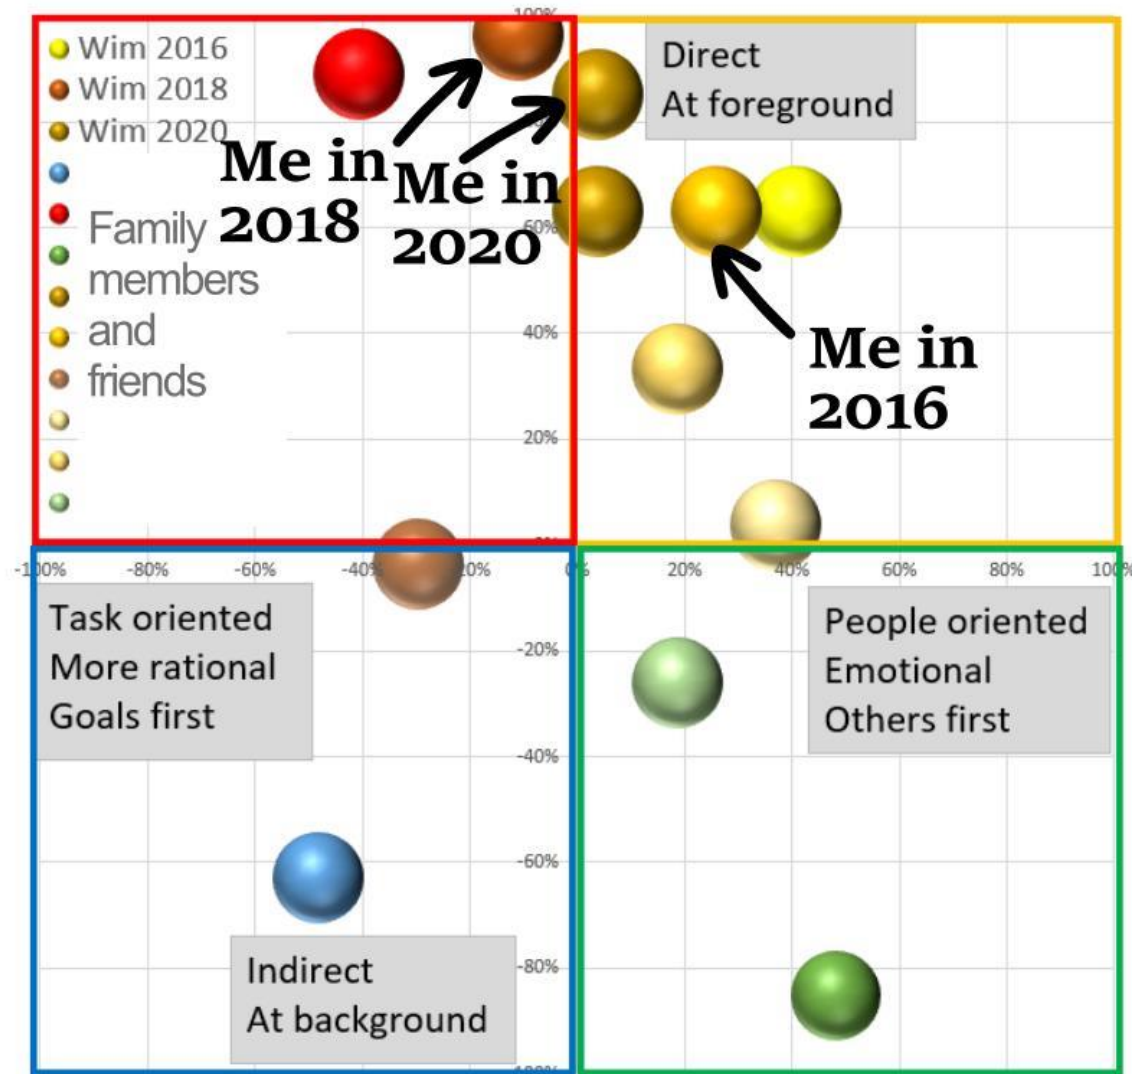 100%
Wim 2016
Wim 2018
Wim 2020
Family
members
and
friends
Me in
2018
Me in
2020
Direct
At foreground
60%
40%
Me in
2016
20%
-100%
-80%
-60%
-40%
20%
0%
20%
40%
60%
80%
100%
Task oriented
More rational
Goals first
-20%
People oriented
Emotional
Others first
-40%
-60%
-80%
Indirect
At background